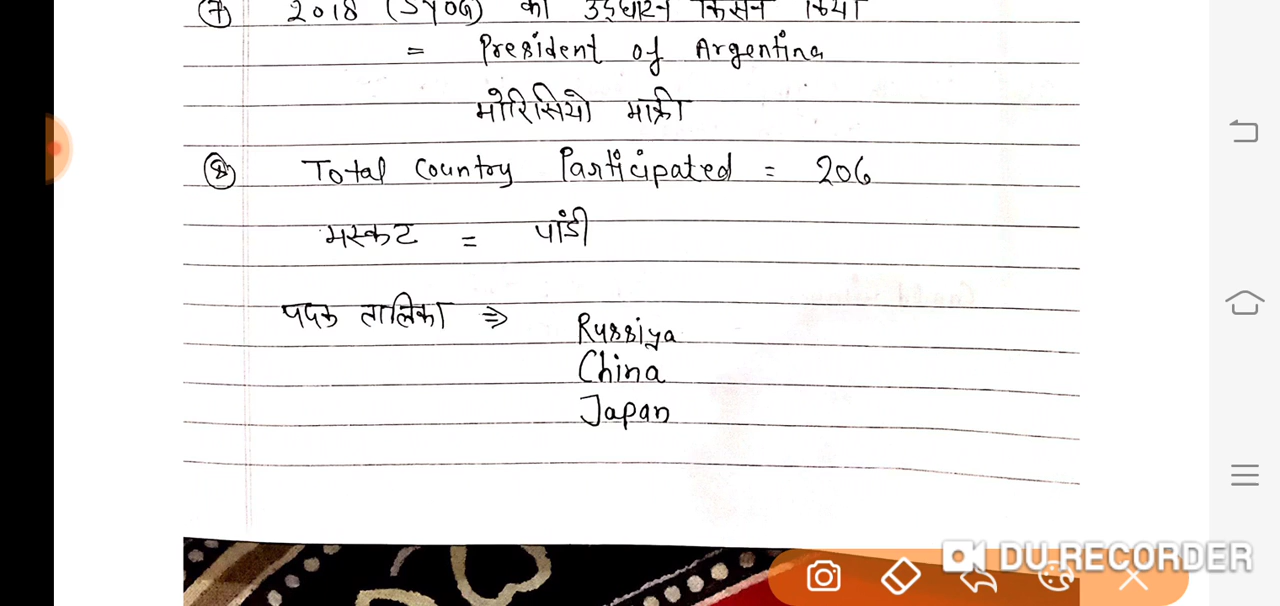 ⑦ 2018 (SYOG) का उद्घाटन किसने किया
= President of Argentina
मोरिसियो माक्री
⑧ Total Country Participated = 206
मस्कट = पांडी
पदक तालिका ⇒ Russiya
China
Japan
DU RECORDER